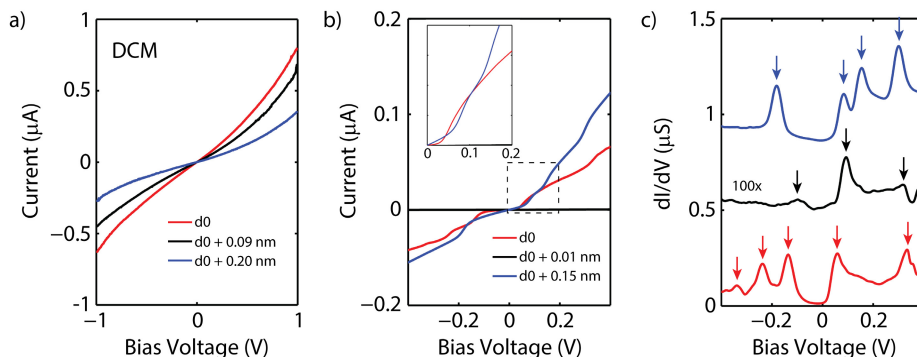 a)
DCM
Current (μA)
1
0.5
0
−0.5
−1
−1
0
1
Bias Voltage (V)
d0
d0 + 0.09 nm
d0 + 0.20 nm
b)
Current (μA)
0.2
0.1
0
−0.2
−0.2
0
0.2
Bias Voltage (V)
0
0.1
0.2
d0
d0 + 0.01 nm
d0 + 0.15 nm
c)
dI/dV (μS)
1.5
1
0.5
0
−0.2
0
0.2
Bias Voltage (V)
100x